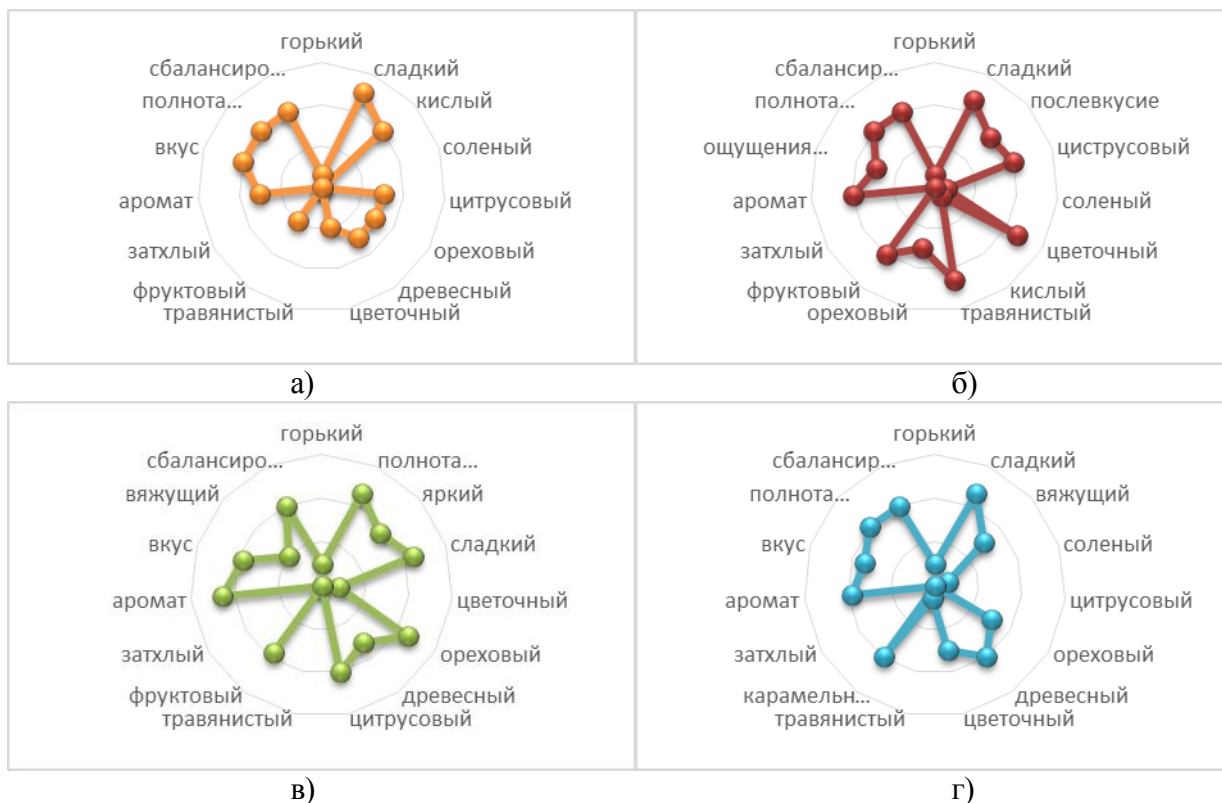 горький
сбалансиро...
сладкий
полнота...
кислый
вкус
соленый
аромат
цитрусовый
затхлый
ореховый
фруктовый
древесный
травянистый
цветочный
а)
горький
сбалансир...
сладкий
полнота...
послевкусие
ощущения...
циструсовый
аромат
соленый
затхлый
цветочный
фруктовый
кислый
ореховый
травянистый
б)
горький
сбалансиро...
полнота...
вяжущий
яркий
вкус
сладкий
аромат
цветочный
затхлый
ореховый
фруктовый
древесный
травянистый
цитрусовый
в)
горький
сбалансир...
сладкий
полнота...
вяжущий
вкус
соленый
аромат
цитрусовый
затхлый
ореховый
карамельн...
древесный
травянистый
цветочный
г)